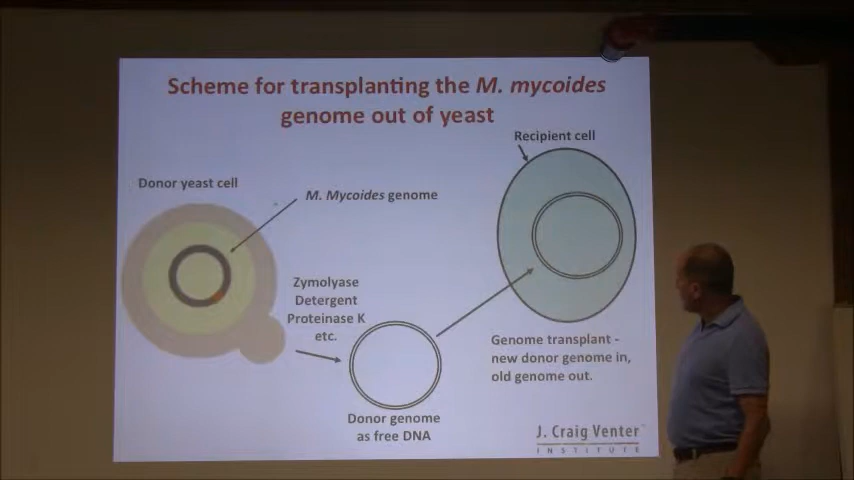 Scheme for transplanting the M. mycoides
genome out of yeast
Recipient cell
Donor yeast cell
M. Mycoides genome
Zymolyase
Detergent
Proteinase K
etc.
Genome transplant -
new donor genome in,
old genome out.
Donor genome
as free DNA
J. Craig Venter
INSTITUTE